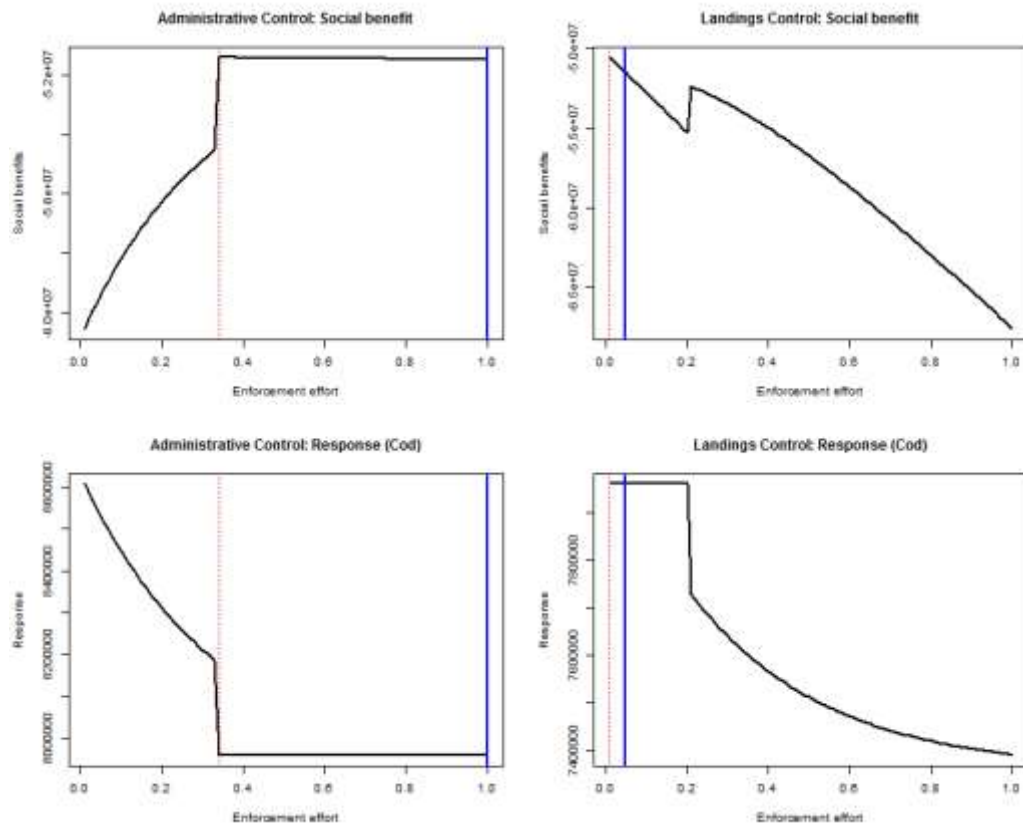 Administrative Control: Social benefit
Social benefits
-5.2e+07
-5.6e+07
-6.0e+07
0.0 0.2 0.4 0.6 0.8 1.0
Enforcement effort
Landings Control: Social benefit
Social benefits
-5.0e+07
-5.5e+07
-6.0e+07
-6.5e+07
0.0 0.2 0.4 0.6 0.8 1.0
Enforcement effort
Administrative Control: Response (Cod)
Response
8600000
8400000
8200000
8000000
0.0 0.2 0.4 0.6 0.8 1.0
Enforcement effort
Landings Control: Response (Cod)
Response
7800000
7600000
7400000
0.0 0.2 0.4 0.6 0.8 1.0
Enforcement effort